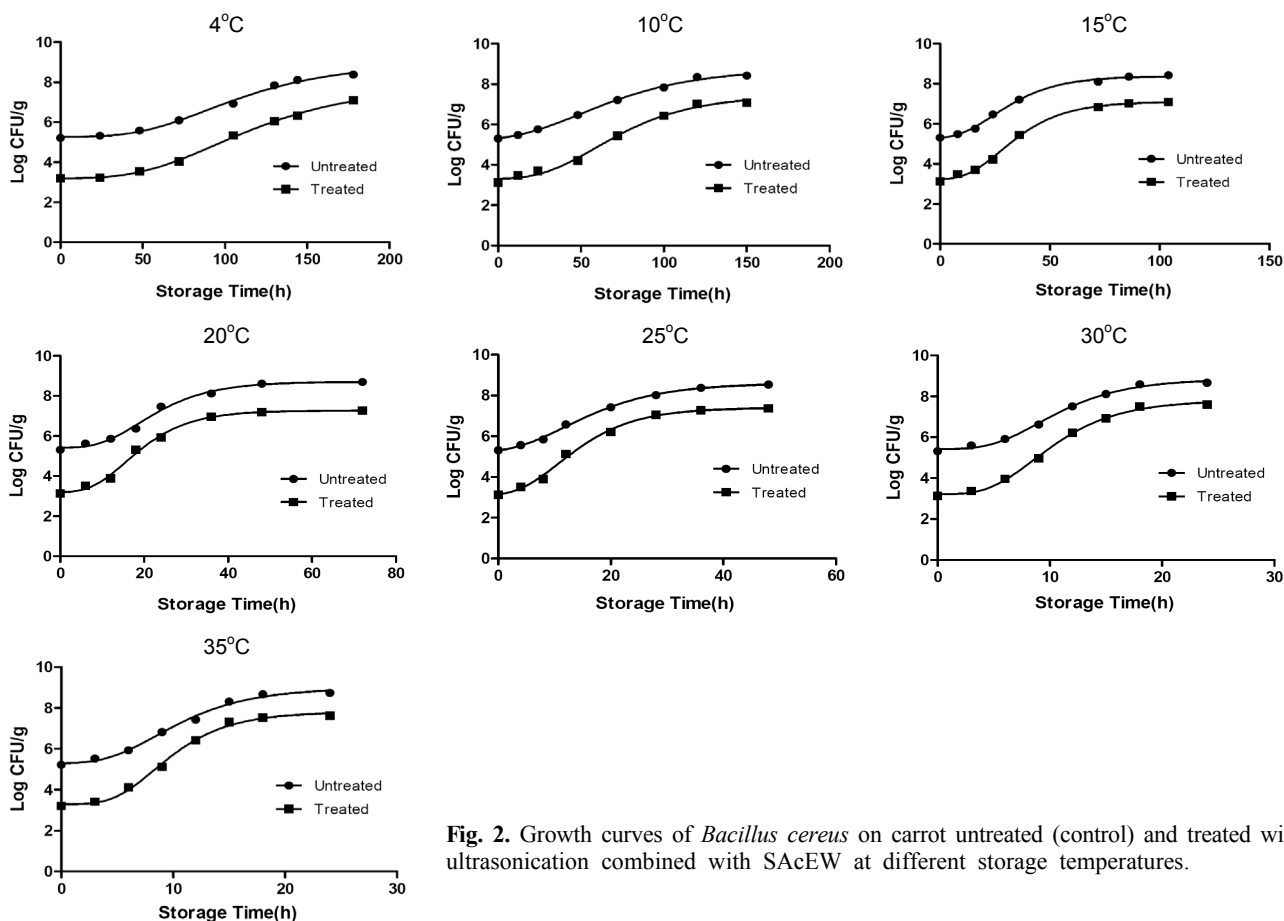 4°C
Log CFU/g
10
8
6
4
2
0
0 50 100 150 200
Storage Time(h)
Untreated
Treated
10°C
Log CFU/g
10
8
6
4
2
0
0 50 100 150 200
Storage Time(h)
Untreated
Treated
15°C
Log CFU/g
10
8
6
4
2
0
0 50 100 150
Storage Time(h)
Untreated
Treated
20°C
Log CFU/g
10
8
6
4
2
0
0 20 40 60 80
Storage Time(h)
Untreated
Treated
25°C
Log CFU/g
10
8
6
4
2
0
0 20 40 60
Storage Time(h)
Untreated
Treated
30°C
Log CFU/g
10
8
6
4
2
0
0 10 20 30
Storage Time(h)
Untreated
Treated
35°C
Log CFU/g
10
8
6
4
2
0
0 10 20 30
Storage Time(h)
Untreated
Treated
Fig. 2. Growth curves of Bacillus cereus on carrot untreated (control) and treated wi
ultrasonication combined with SAcEW at different storage temperatures.